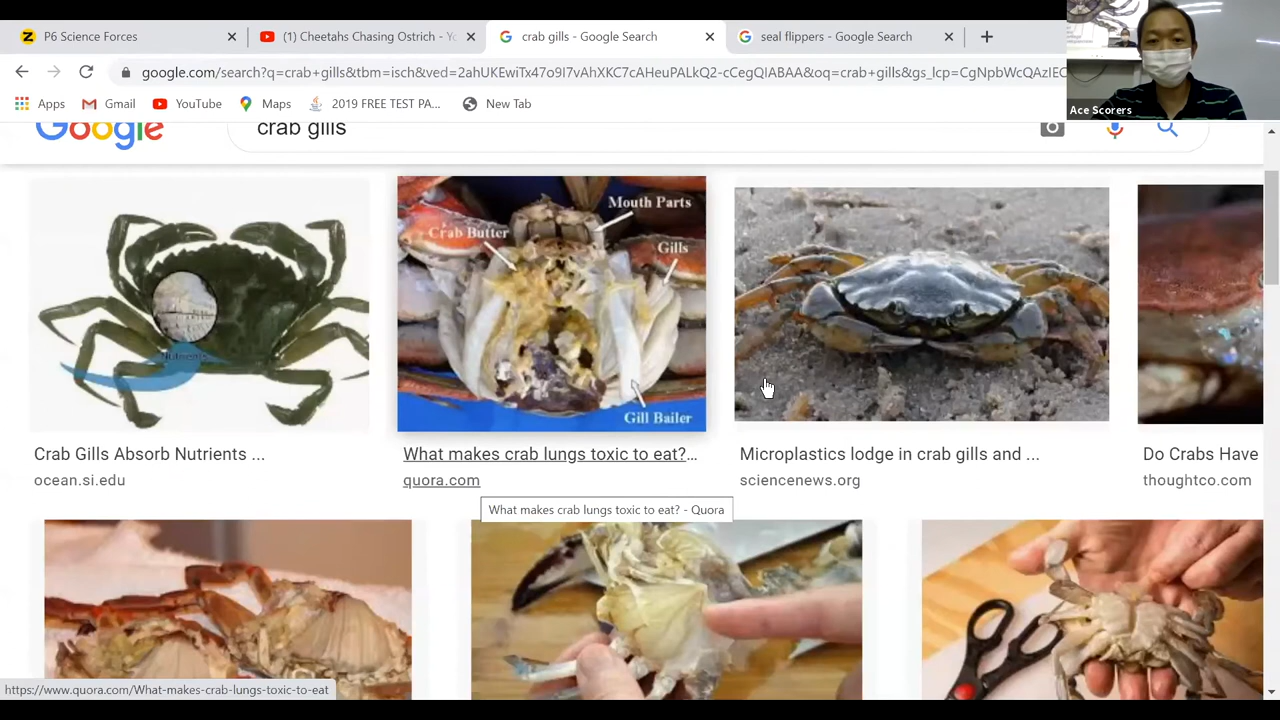 P6 Science Forces
(1) Cheetahs Chasing Ostrich - Yo
crab gills - Google Search
seal flippers - Google Search
google.com/search?q=crab+gills&tbm=isch&ved=2ahUKEwiTx47o9I7vAhXKC7cAHeuPALkQ2-cCegQIABAA&oq=crab+gills&gs_lcp=CgNpbWcQAzIEC
Apps
Gmail
YouTube
Maps
2019 FREE TEST PA...
New Tab
Ace Scorers
Google
crab gills
Nutrients
Mouth Parts
Crab Butter
Gills
Gill Bailer
Crab Gills Absorb Nutrients ...
ocean.si.edu
What makes crab lungs toxic to eat?...
quora.com
Microplastics lodge in crab gills and ...
sciencenews.org
Do Crabs Have
thoughtco.com
What makes crab lungs toxic to eat? - Quora
https://www.quora.com/What-makes-crab-lungs-toxic-to-eat